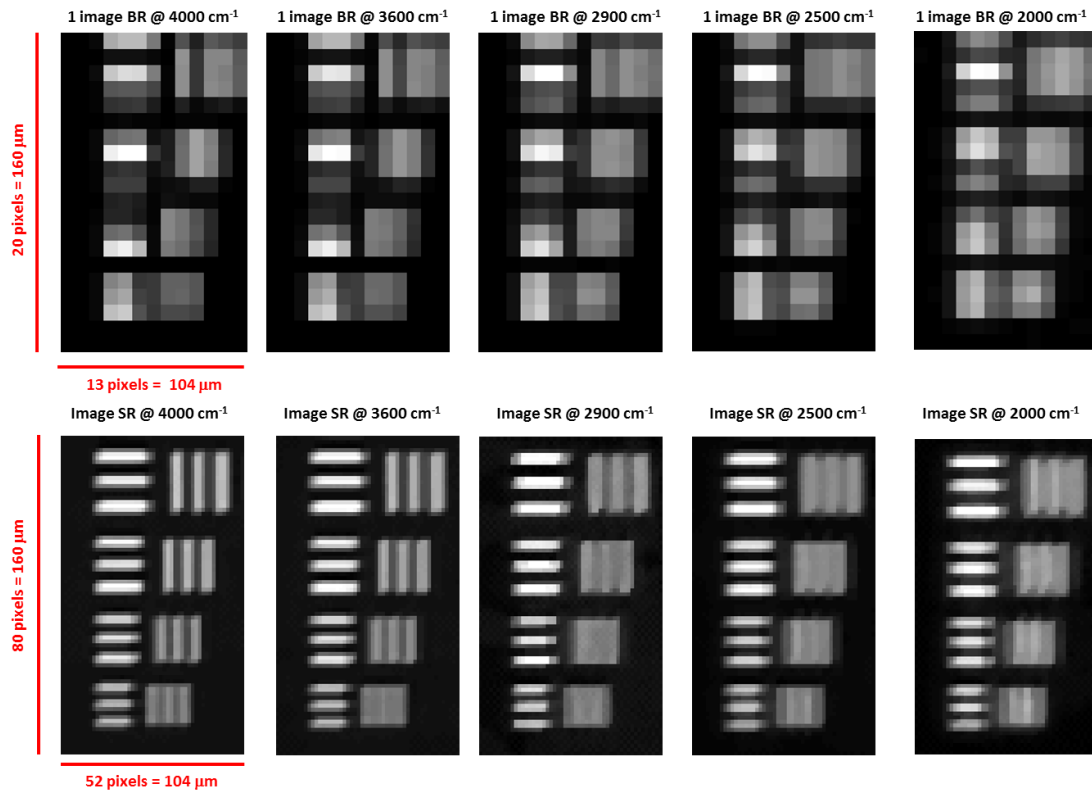 1 image BR @ 4000 cm⁻¹
1 image BR @ 3600 cm⁻¹
1 image BR @ 2900 cm⁻¹
1 image BR @ 2500 cm⁻¹
1 image BR @ 2000 cm⁻¹
20 pixels = 160 µm
13 pixels = 104 µm
Image SR @ 4000 cm⁻¹
Image SR @ 3600 cm⁻¹
Image SR @ 2900 cm⁻¹
Image SR @ 2500 cm⁻¹
Image SR @ 2000 cm⁻¹
80 pixels = 160 µm
52 pixels = 104 µm